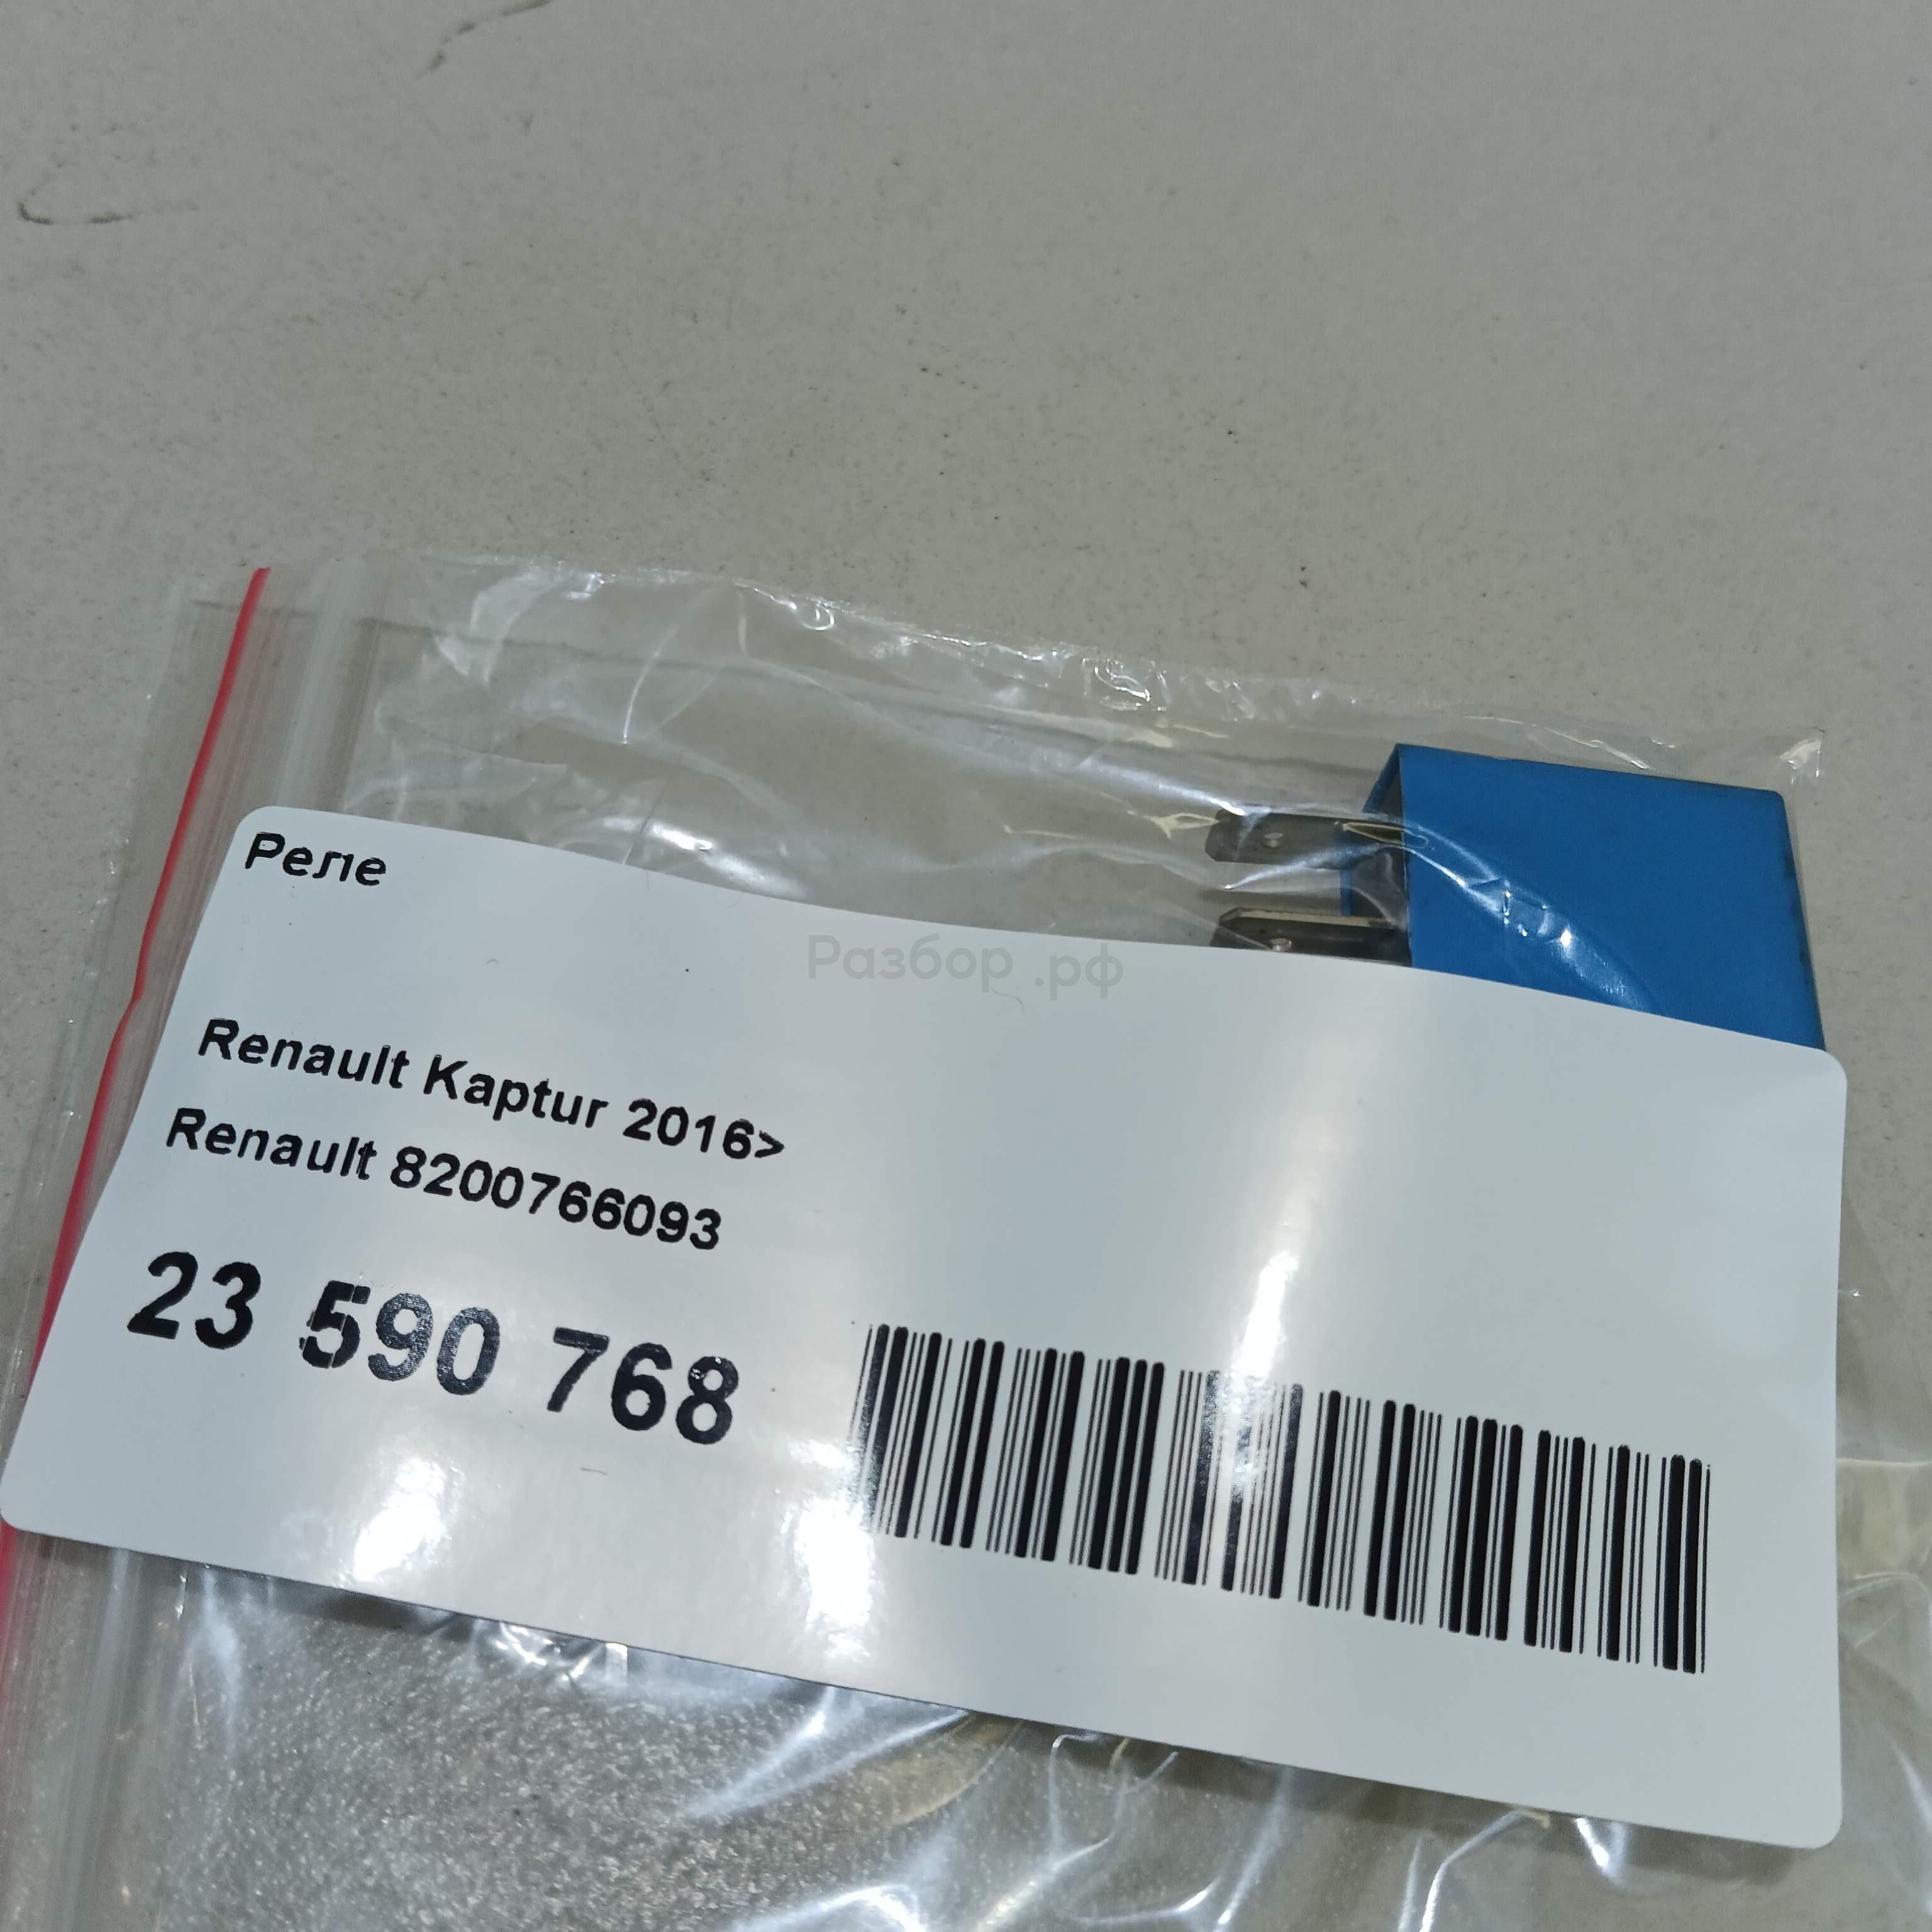 Реле
Разбор.рф
Renault Kaptur 2016>
Renault 8200766093
23 590 768